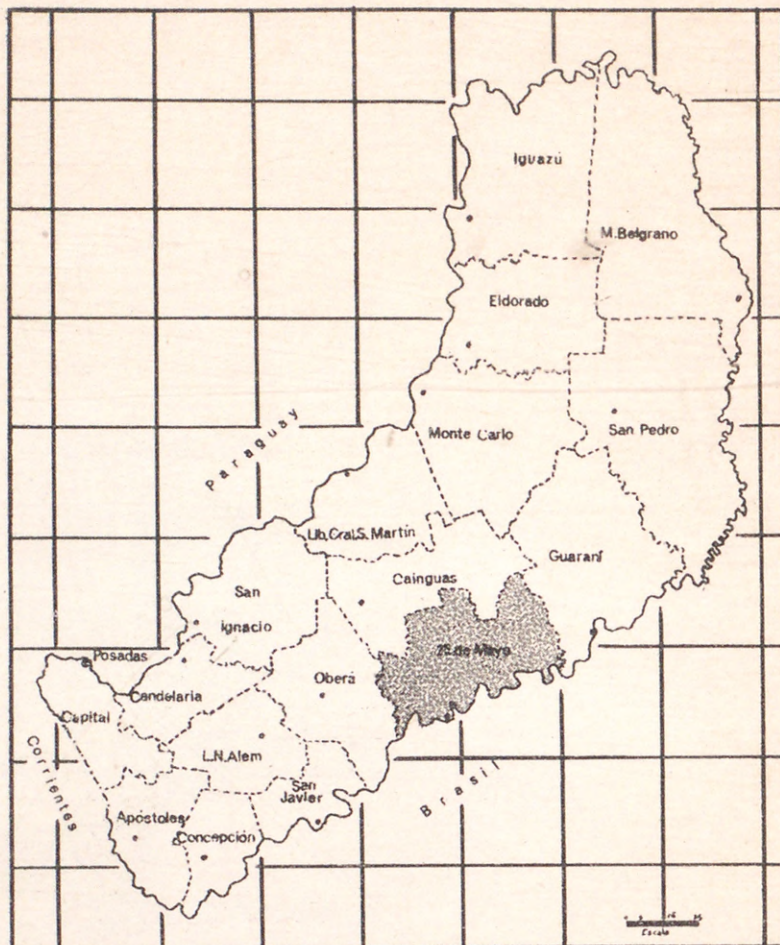 Iguazú
M.Belgrano
Eldorado
Monte Carlo
San Pedro
Paraguay
Lib.Gral.S. Martín
Guaraní
Cainguas
San
Ignacio
25 de Mayo
Posadas
Candelaria
Oberá
Capital
L.N.Alem
Corrientes
San
Javier
Brasil
Apóstoles
Concepción
Escala